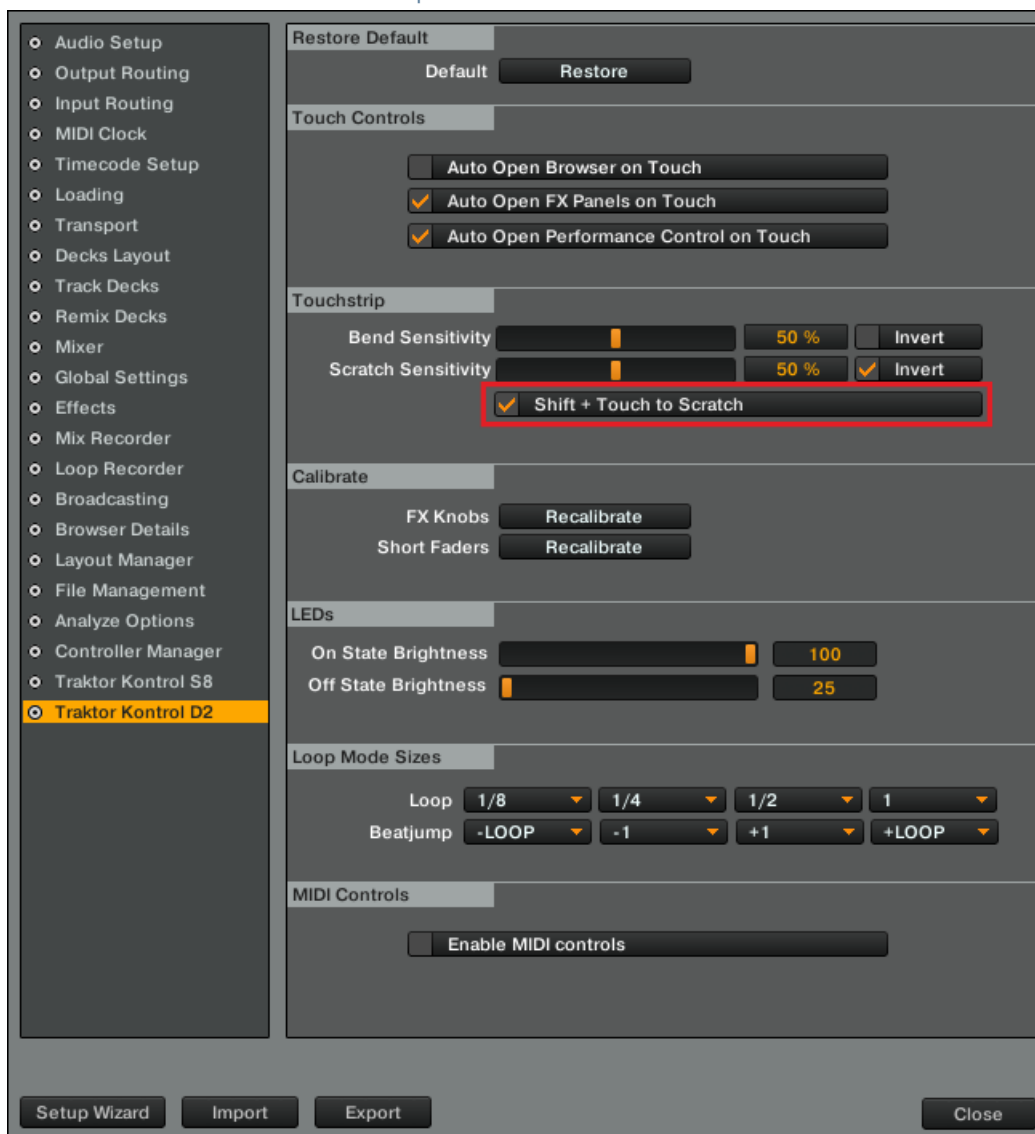 Audio Setup
Output Routing
Input Routing
MIDI Clock
Timecode Setup
Loading
Transport
Decks Layout
Track Decks
Remix Decks
Mixer
Global Settings
Effects
Mix Recorder
Loop Recorder
Broadcasting
Browser Details
Layout Manager
File Management
Analyze Options
Controller Manager
Traktor Kontrol S8
Traktor Kontrol D2
Restore Default
Default Restore
Touch Controls
Auto Open Browser on Touch
Auto Open FX Panels on Touch
Auto Open Performance Control on Touch
Touchstrip
Bend Sensitivity 50 % Invert
Scratch Sensitivity 50 % Invert
Shift + Touch to Scratch
Calibrate
FX Knobs Recalibrate
Short Faders Recalibrate
LEDs
On State Brightness 100
Off State Brightness 25
Loop Mode Sizes
Loop 1/8 1/4 1/2 1
Beatjump -LOOP -1 +1 +LOOP
MIDI Controls
Enable MIDI controls
Setup Wizard Import Export Close